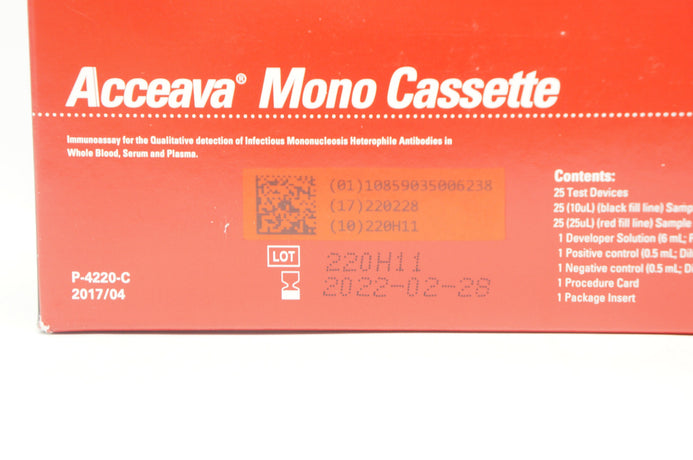 Acceava® Mono Cassette
Immunoassay for the Qualitative detection of Infectious Mononucleosis Heterophile Antibodies in
Whole Blood, Serum and Plasma.
(01)10859035006238
(17)220228
(10)220H11
LOT
220H11
2022-02-28
P-4220-C
2017/04
Contents:
25 Test Devices
25 (10uL) (black fill line)
25 (25uL) (red fill line) Sample
1 Developer Solution (6 mL;
1 Positive control (0.5 mL;
1 Negative control (0.5 mL;
1 Procedure Card
1 Package Insert